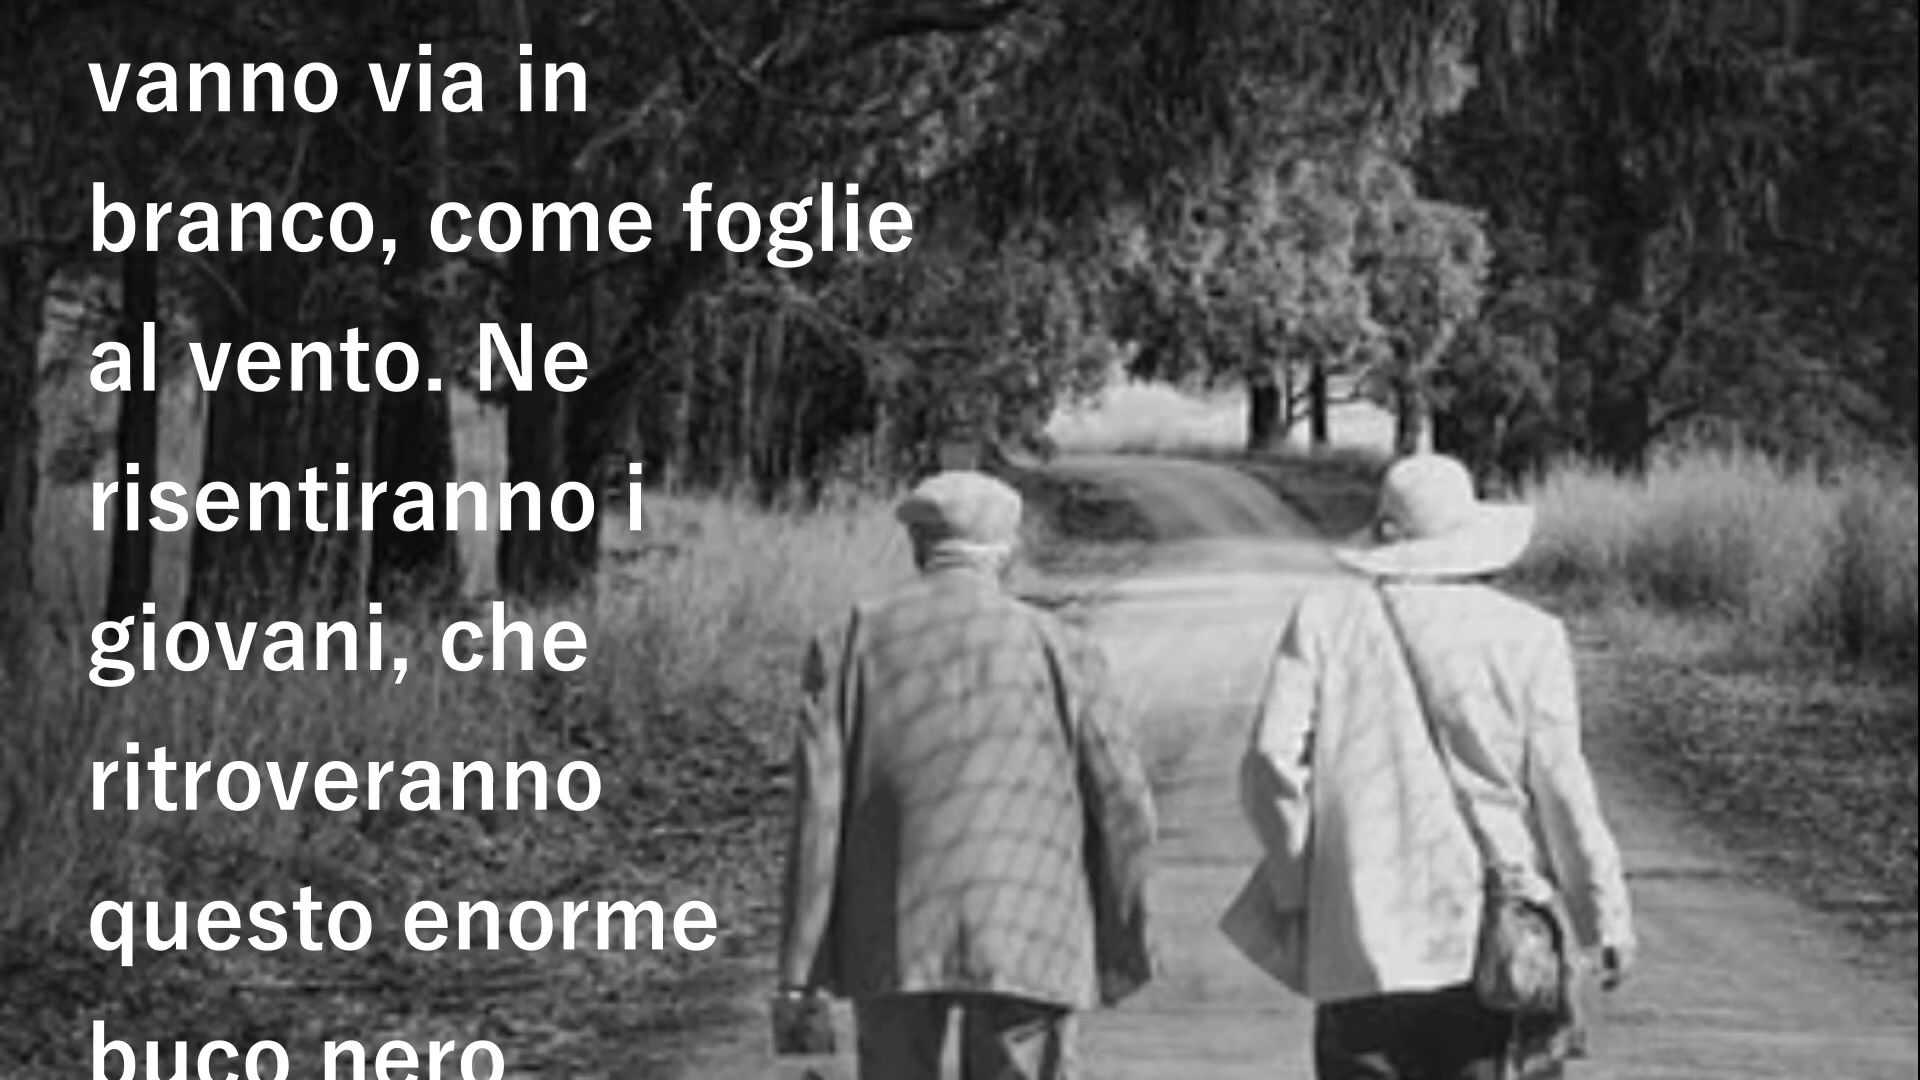 vanno via in
branco, come foglie
al vento. Ne
risentiranno i
giovani, che
ritroveranno
questo enorme
buco nero